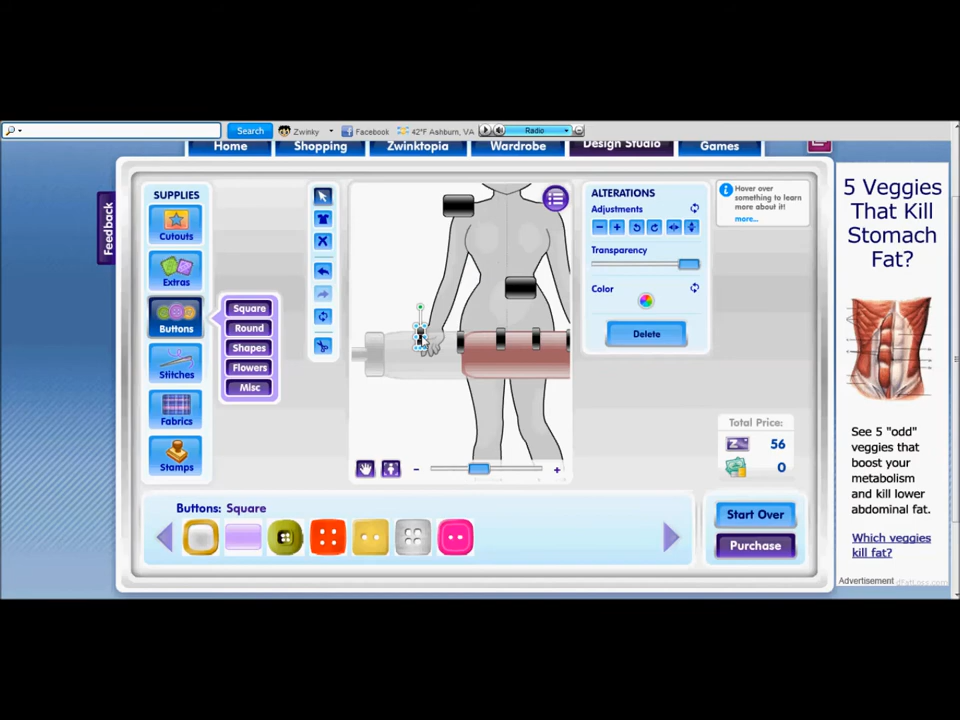 Search
Zwinky
Facebook
42°F Ashburn, VA
Radio
Home
Shopping
Zwinktopia
Wardrobe
Design Studio
Games
Feedback
SUPPLIES
Cutouts
Extras
Buttons
Stitches
Fabrics
Stamps
Square
Round
Shapes
Flowers
Misc
ALTERATIONS
Adjustments
Transparency
Color
Delete
Hover over
something to learn
more about it!
more...
Total Price:
Z 56
0
Buttons: Square
Start Over
Purchase
5 Veggies
That Kill
Stomach
Fat?
See 5 "odd"
veggies that
boost your
metabolism
and kill lower
abdominal fat.
Which veggies
kill fat?
Advertisement